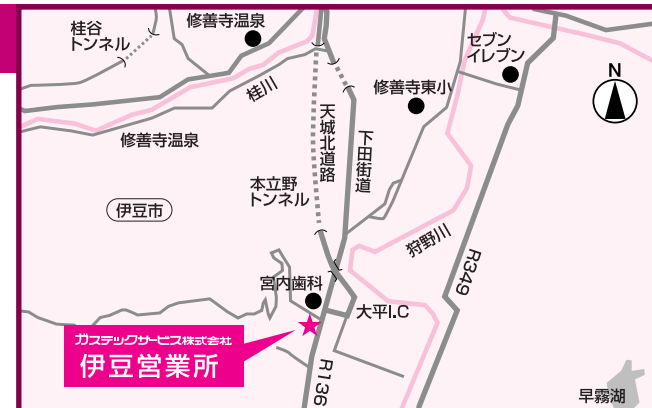 桂谷
トンネル
修善寺温泉
セブン
イレブン
N
桂川
修善寺東小
修善寺温泉
天城北道路
下田街道
本立野
トンネル
伊豆市
狩野川
R349
宮内歯科
大平I.C
ガステックサービス株式会社
伊豆営業所
R136
早霧湖